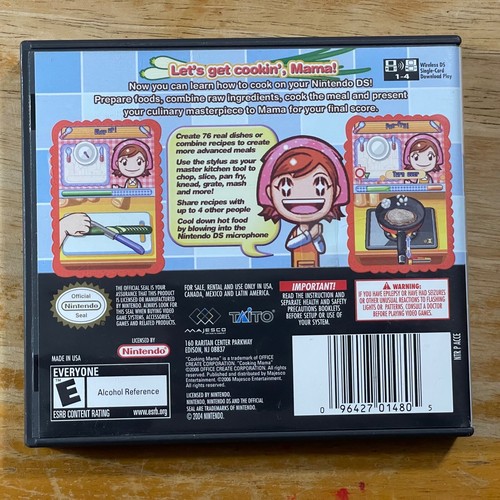 Let's get cookin', Mama!
Now you can learn how to cook on your Nintendo DS!
Prepare foods, combine raw ingredients, cook the meal and present
your culinary masterpiece to Mama for your final score.
1-4
Wireless DS
Single-Card
Download Play
Create 76 real dishes or
combine recipes to create
more advanced meals
Use the stylus as your
master kitchen tool to
chop, slice, pan fry,
knead, grate, mash
and more!
Share recipes with
up to 4 other people
Cool down hot food
by blowing into the
Nintendo DS microphone
Official
Nintendo
Seal
THE OFFICIAL SEAL IS YOUR
ASSURANCE THAT THIS PRODUCT
IS LICENSED OR MANUFACTURED
BY NINTENDO. ALWAYS LOOK FOR
THIS SEAL WHEN BUYING VIDEO
GAME SYSTEMS, ACCESSORIES,
GAMES AND RELATED PRODUCTS.
FOR SALE, RENTAL AND USE ONLY IN USA,
CANADA, MEXICO AND LATIN AMERICA.
MAJESCO
ENTERTAINMENT
TAITO
IMPORTANT!
READ THE INSTRUCTION AND
SEPARATE HEALTH AND SAFETY
PRECAUTIONS BOOKLETS
BEFORE SETUP OR USE OF
YOUR SYSTEM.
WARNING:
IF YOU HAVE EPILEPSY OR HAVE HAD SEIZURES
OR OTHER UNUSUAL REACTIONS TO FLASHING
LIGHTS OR PATTERNS, CONSULT A DOCTOR
BEFORE PLAYING VIDEO GAMES.
LICENSED BY
Nintendo
MADE IN USA
160 RARITAN CENTER PARKWAY
EDISON, NJ 08837
"Cooking Mama" is a trademark of OFFICE
CREATE CORPORATION. "Cooking Mama"
©2006 OFFICE CREATE CORPORATION. All rights
reserved. Published and distributed by Majesco
Entertainment. ©2006 Majesco Entertainment.
All rights reserved.
LICENSED BY NINTENDO.
NINTENDO, NINTENDO DS AND THE OFFICIAL
SEAL ARE TRADEMARKS OF NINTENDO.
© 2004 NINTENDO.
EVERYONE
E
Alcohol Reference
ESRB CONTENT RATING
www.esrb.org
0 96427 01480 5
NTR P ACCE